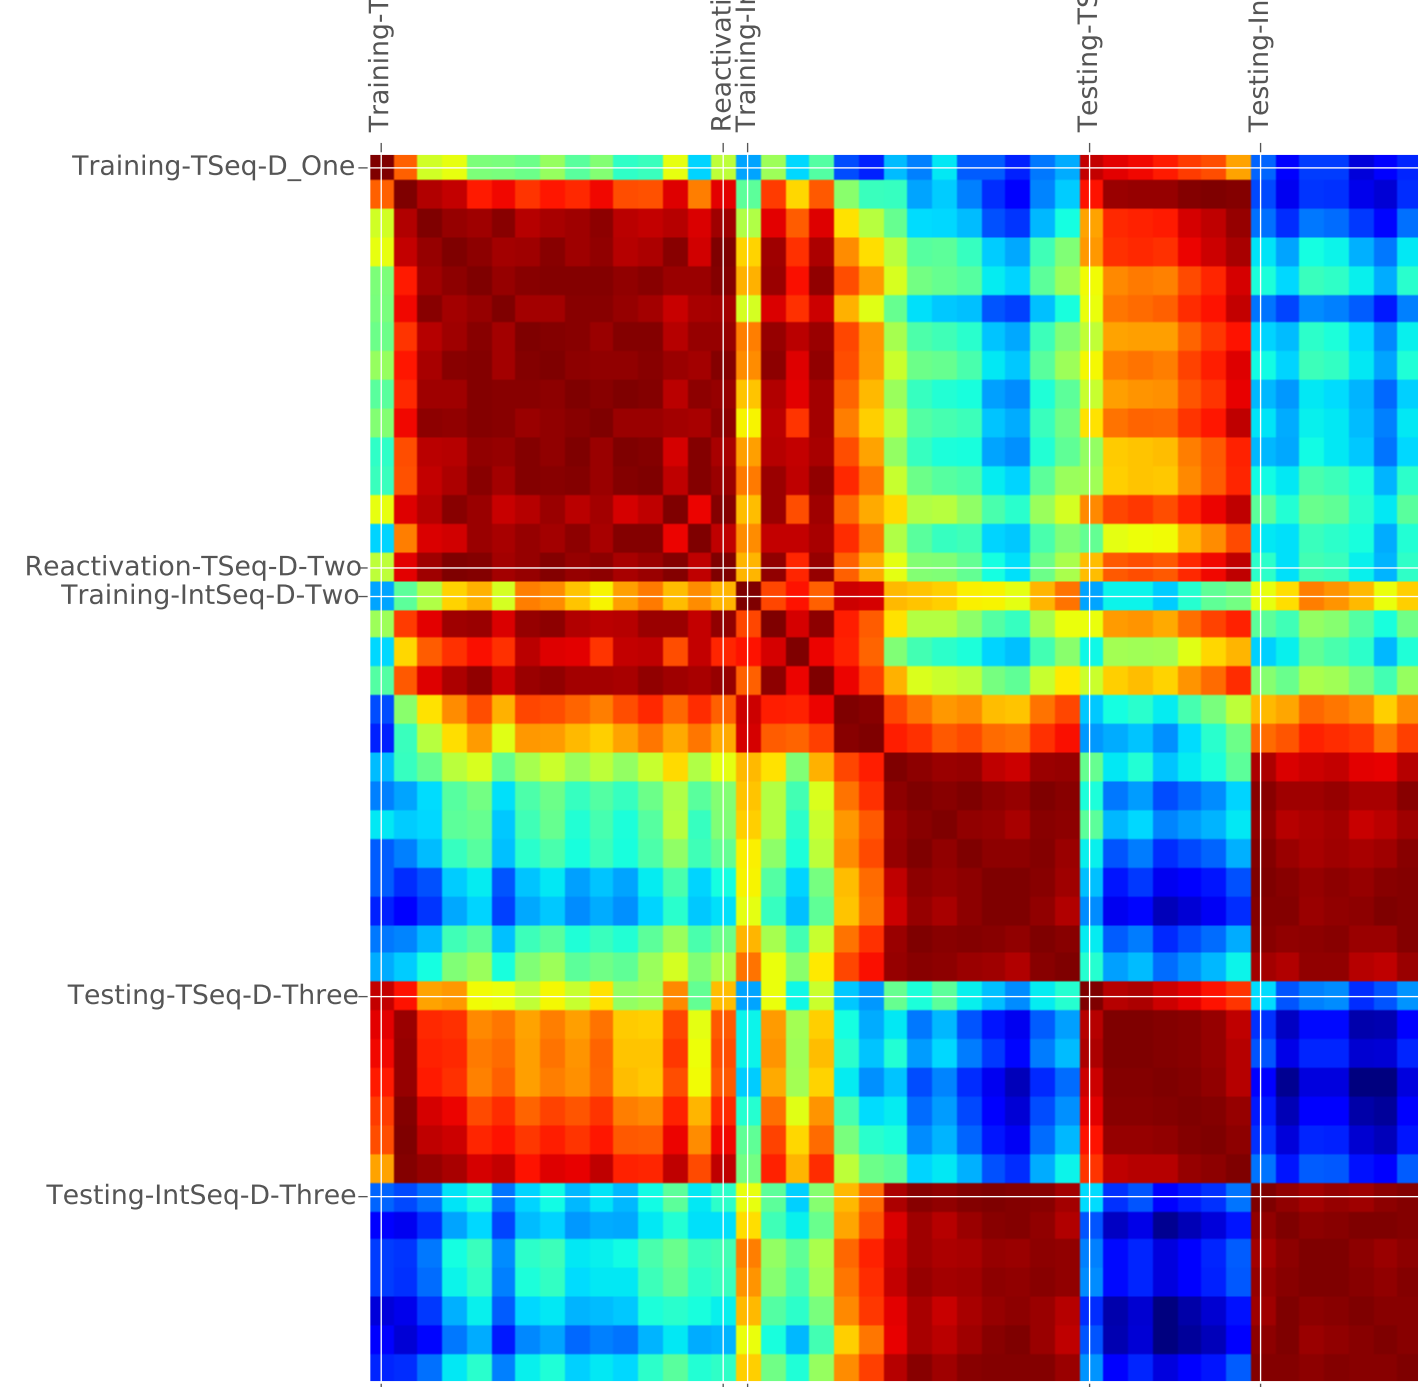 Training-T
Reactivati
Training-In
Testing-TS
Testing-In
Training-TSeq-D_One
Reactivation-TSeq-D-Two
Training-IntSeq-D-Two
Testing-TSeq-D-Three
Testing-IntSeq-D-Three